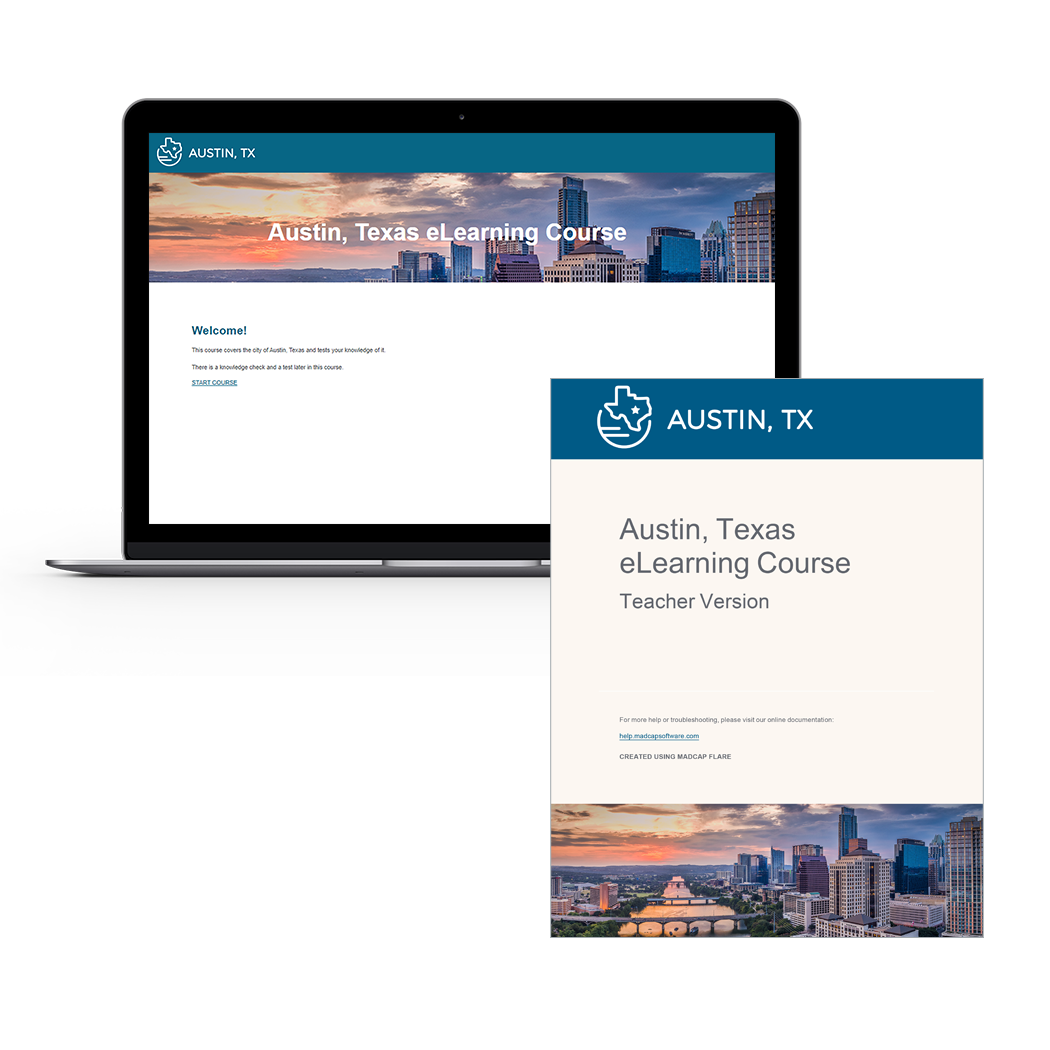 AUSTIN, TX
Austin, Texas eLearning Course
Welcome!
This course covers the city of Austin, Texas and tests your knowledge of it.
There is a knowledge check and a test later in this course.
START COURSE
AUSTIN, TX
Austin, Texas
eLearning Course
Teacher Version
For more help or troubleshooting, please visit our online documentation:
help.madcapsoftware.com
CREATED USING MADCAP FLARE